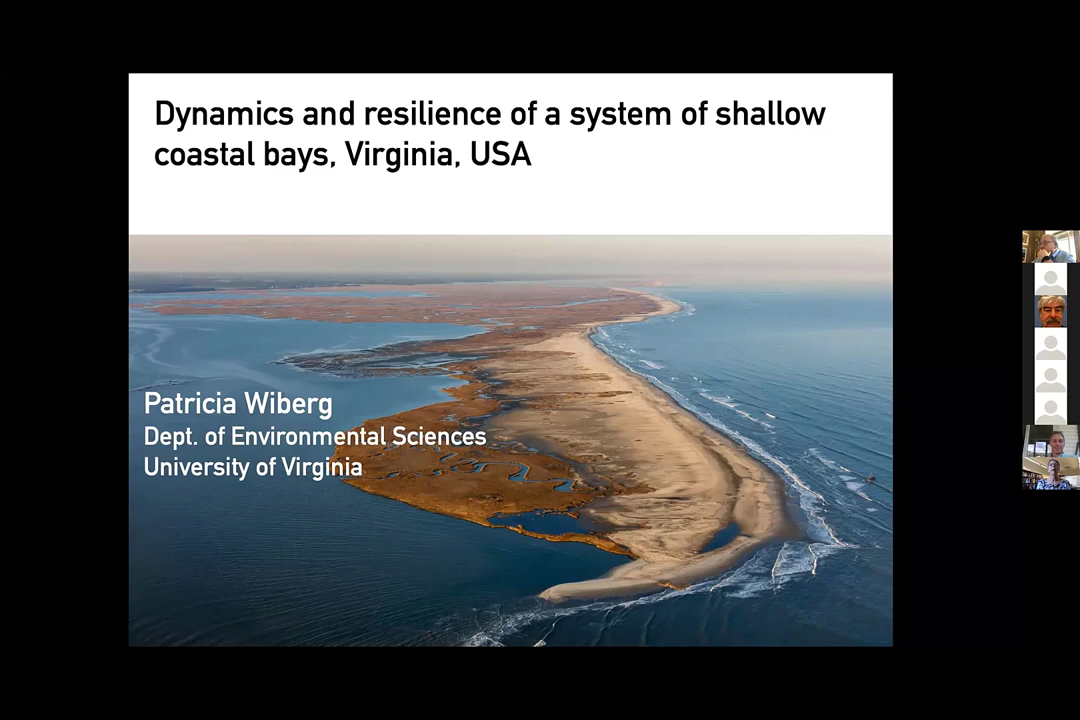 Dynamics and resilience of a system of shallow
coastal bays, Virginia, USA
Patricia Wiberg
Dept. of Environmental Sciences
University of Virginia